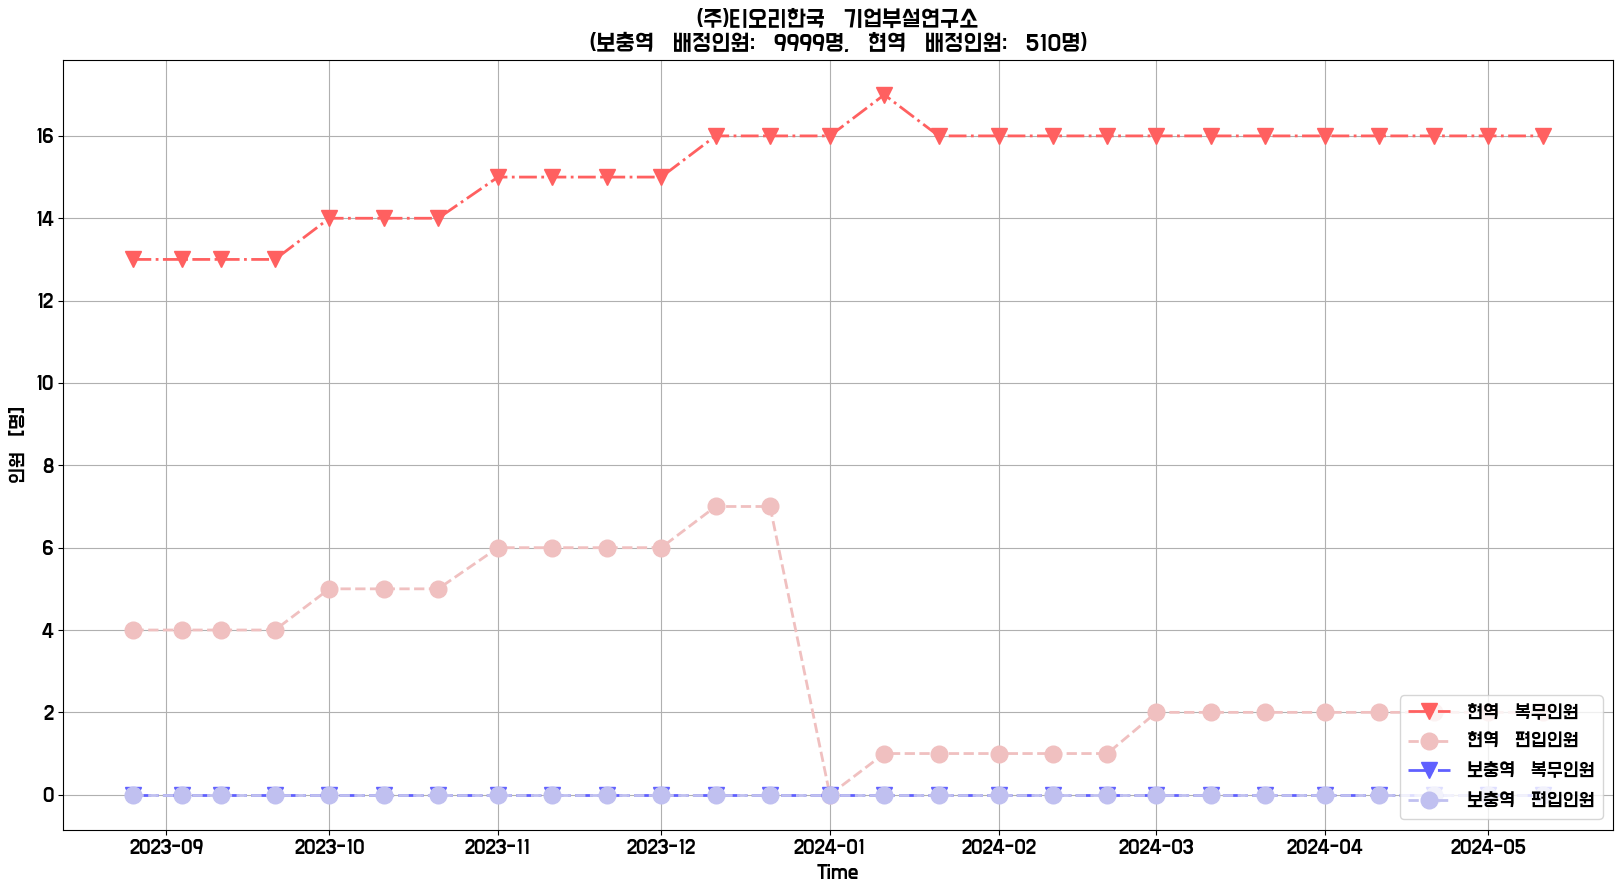 (주)티오리한국 기업부설연구소
(보충역 배정인원: 9999명, 현역 배정인원: 510명)
인원 [명]
16
14
12
10
8
6
4
2
0
현역 복무인원
현역 편입인원
보충역 복무인원
보충역 편입인원
2023-09 2023-10 2023-11 2023-12 2024-01 2024-02 2024-03 2024-04 2024-05
Time